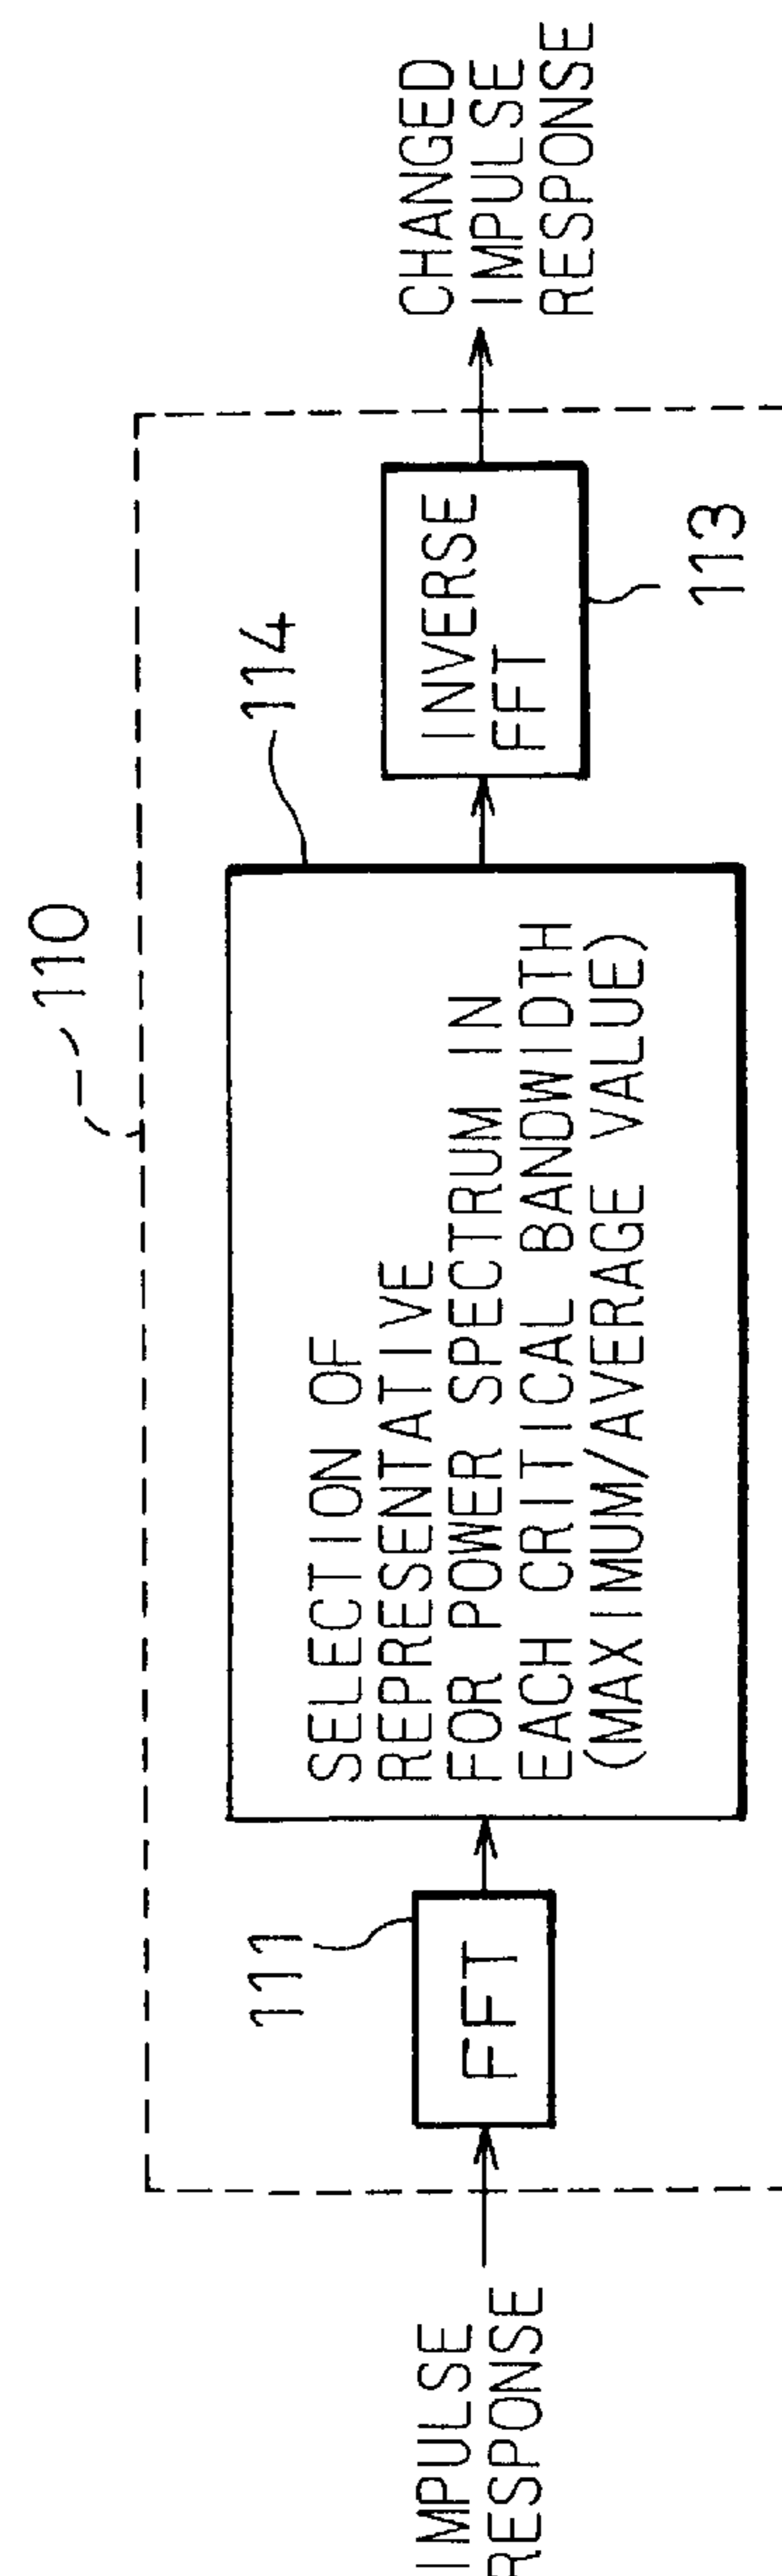 110
IMPULSE
RESPONSE
111
FFT
114
SELECTION OF
REPRESENTATIVE
FOR POWER SPECTRUM IN
EACH CRITICAL BANDWIDTH
(MAXIMUM/AVERAGE VALUE)
INVERSE
FFT
113
CHANGED
IMPULSE
RESPONSE